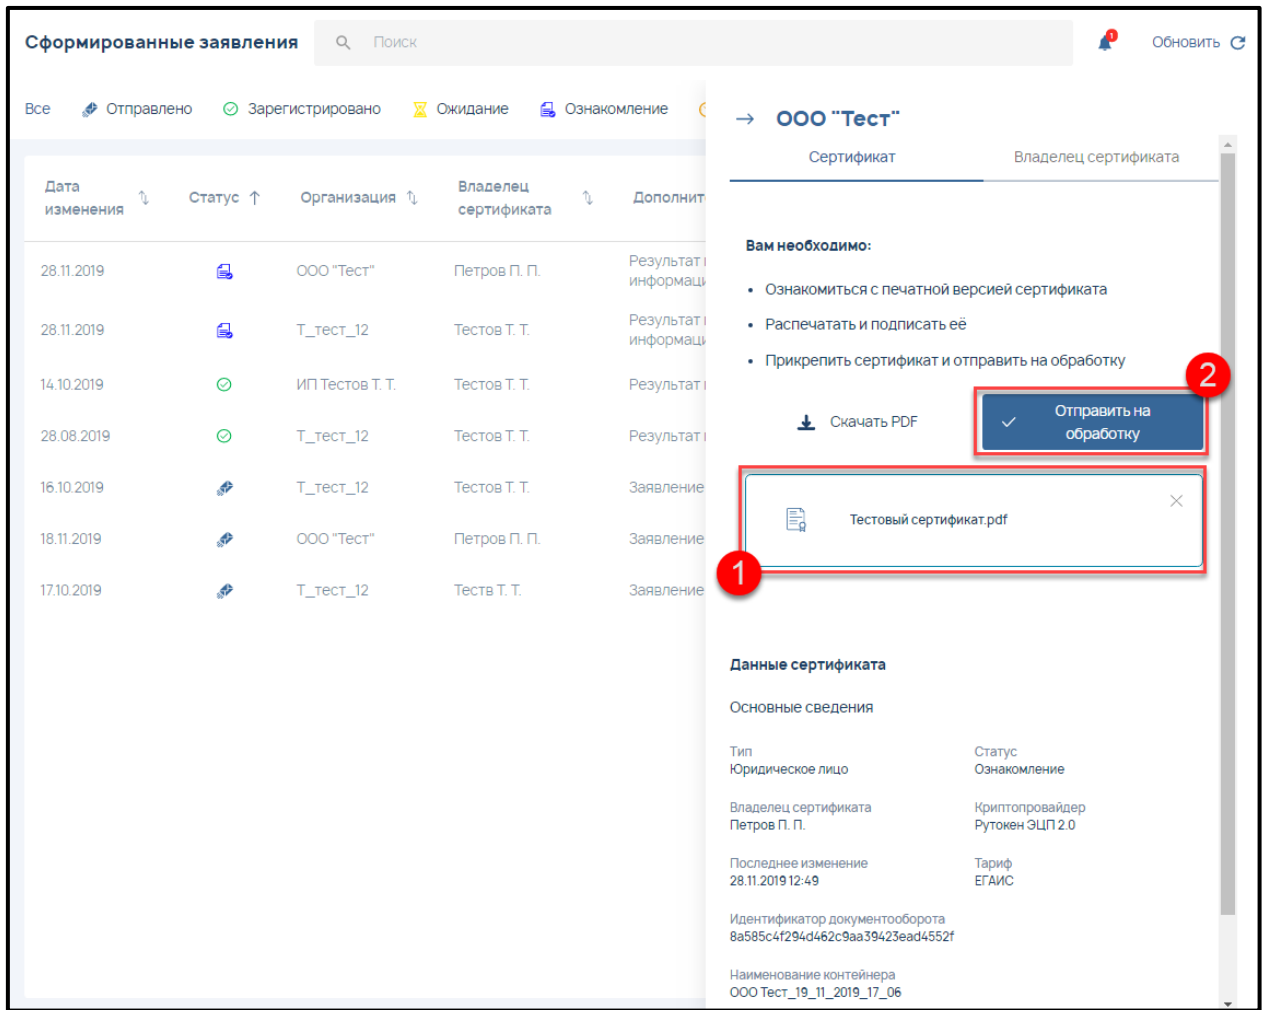 Сформированные заявления
Поиск
1
Обновить
Все
Отправлено
Зарегистрировано
Ожидание
Ознакомление
Дата
изменения
Статус
Организация
Владелец
сертификата
Дополнит
28.11.2019 ООО "Тест" Петров П. П.
Результат
информаци
28.11.2019 Т_тест_12 Тестов Т. Т.
Результат
информаци
14.10.2019 ИП Тестов Т. Т. Тестов Т. Т. Результат
28.08.2019 Т_тест_12 Тестов Т. Т. Результат
16.10.2019 Т_тест_12 Тестов Т. Т. Заявление
18.11.2019 ООО "Тест" Петров П. П. Заявление
17.10.2019 Т_тест_12 Теств Т. Т. Заявление
ООО "Тест"
Сертификат
Владелец сертификата
Вам необходимо:
• Ознакомиться с печатной версией сертификата
• Распечатать и подписать её
• Прикрепить сертификат и отправить на обработку
2
Скачать PDF
Отправить на
обработку
Тестовый сертификат.pdf
1
Данные сертификата
Основные сведения
Тип
Юридическое лицо
Статус
Ознакомление
Владелец сертификата
Петров П. П.
Криптопровайдер
Рутокен ЭЦП 2.0
Последнее изменение
28.11.2019 12:49
Тариф
ЕГАИС
Идентификатор документооборота
8a585c4f294d462c9aa39423ead4552f
Наименование контейнера
ООО Тест_19_11_2019_17_06